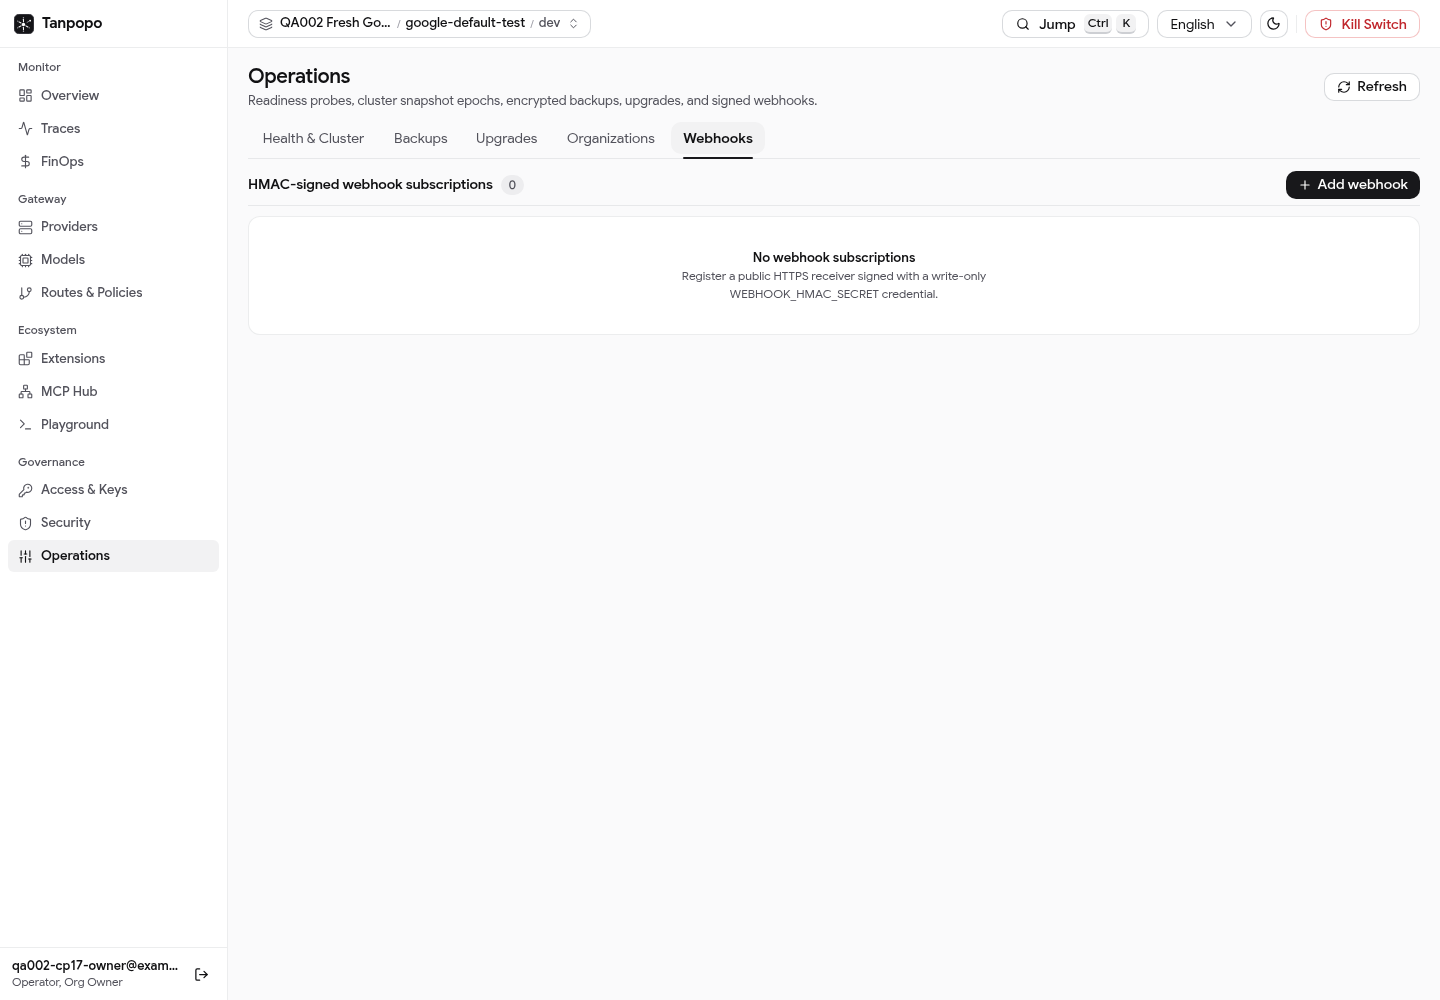 Tanpopo
QA002 Fresh Go... / google-default-test / dev
Jump Ctrl K
English
Kill Switch
Monitor
Overview
Traces
FinOps
Gateway
Providers
Models
Routes & Policies
Ecosystem
Extensions
MCP Hub
Playground
Governance
Access & Keys
Security
Operations
qa002-cp17-owner@exam...
Operator, Org Owner
Operations
Readiness probes, cluster snapshot epochs, encrypted backups, upgrades, and signed webhooks.
Refresh
Health & Cluster Backups Upgrades Organizations Webhooks
HMAC-signed webhook subscriptions 0
Add webhook
No webhook subscriptions
Register a public HTTPS receiver signed with a write-only
WEBHOOK_HMAC_SECRET credential.